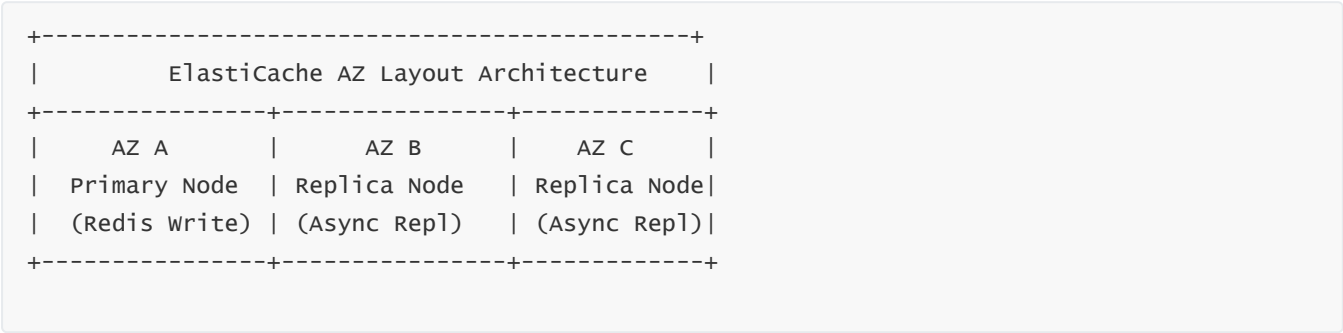 +----------------------------------------------+
|         ElastiCache AZ Layout Architecture    |
+----------------+----------------+-------------+
|     AZ A       |      AZ B      |    AZ C     |
|  Primary Node  | Replica Node   | Replica Node|
|  (Redis Write) | (Async Repl)   | (Async Repl)|
+----------------+----------------+-------------+